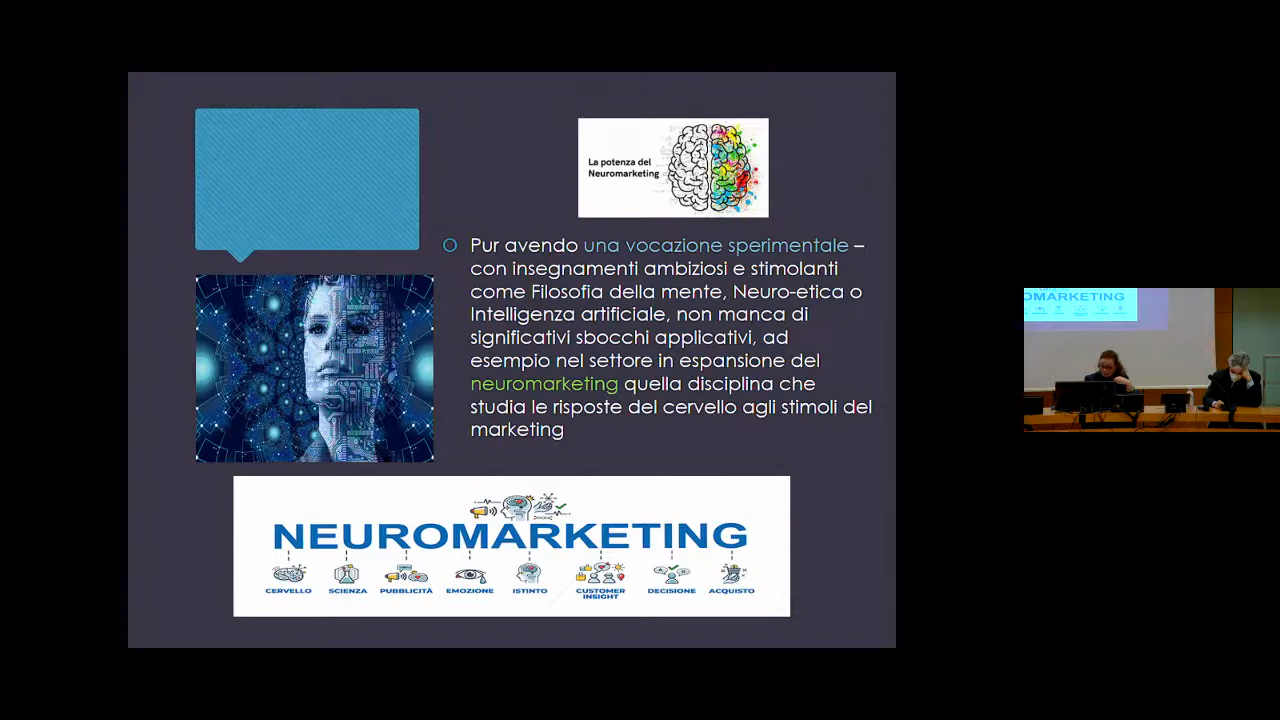 La potenza del
Neuromarketing
Pur avendo una vocazione sperimentale –
con insegnamenti ambiziosi e stimolanti
come Filosofia della mente, Neuro-etica o
Intelligenza artificiale, non manca di
significativi sbocchi applicativi, ad
esempio nel settore in espansione del
neuromarketing quella disciplina che
studia le risposte del cervello agli stimoli del
marketing
NEUROMARKETING
CERVELLO
SCIENZA
PUBBLICITÀ
EMOZIONE
ISTINTO
CUSTOMER
INSIGHT
DECISIONE
ACQUISTO
OMARKETING